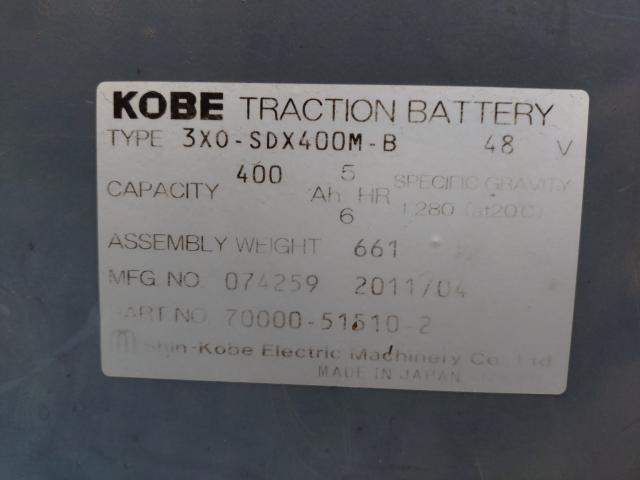 KOBE TRACTION BATTERY
TYPE 3X0-SDX400M-B 48 V
CAPACITY 400 Ah 5 HR SPECIFIC GRAVITY
6 1,280 (at20℃)
ASSEMBLY WEIGHT 661
MFG. NO. 074259 2011/04
PART NO. 70000-51510-2
Shin-Kobe Electric Machinery Co., Ltd.
MADE IN JAPAN